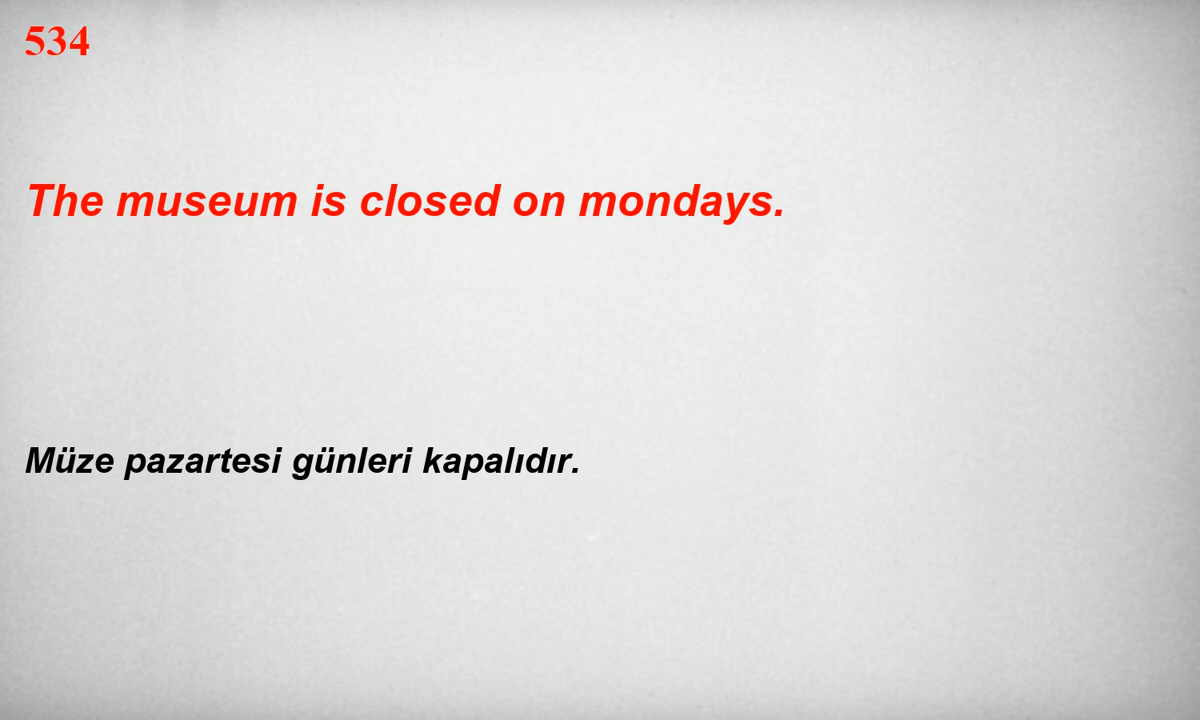 534
The museum is closed on mondays.
Müze pazartesi günleri kapalıdır.